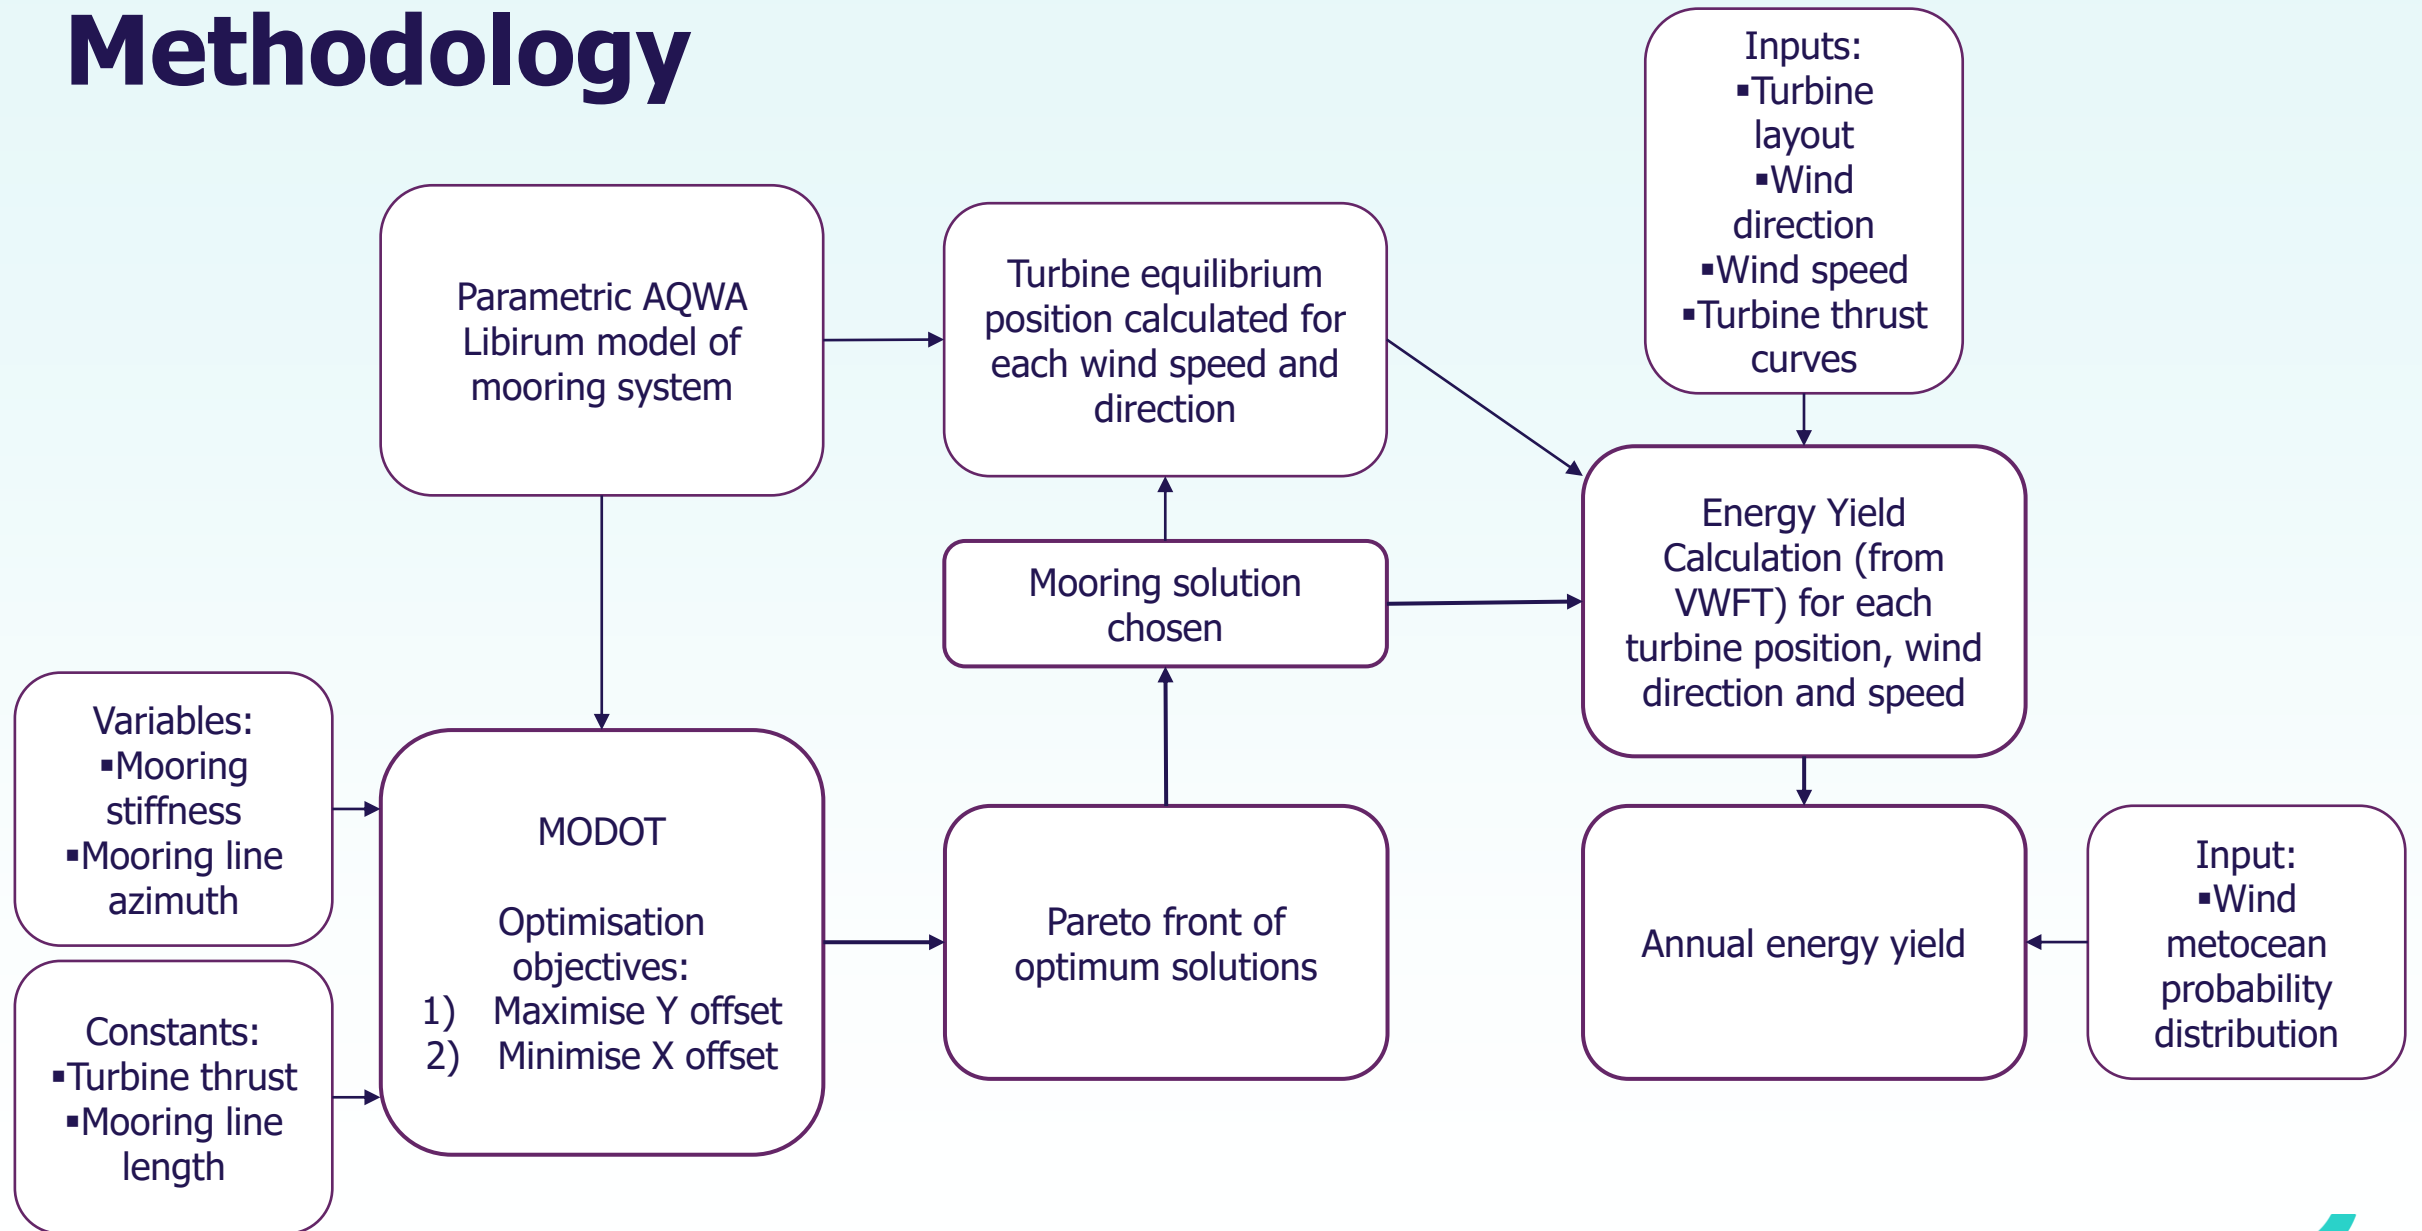 Methodology
Inputs:
▪Turbine
layout
▪Wind
direction
▪Wind speed
▪Turbine thrust
curves
Parametric AQWA
Libirum model of
mooring system
Turbine equilibrium
position calculated for
each wind speed and
direction
Energy Yield
Calculation (from
VWFT) for each
turbine position, wind
direction and speed
Mooring solution
chosen
Variables:
▪Mooring
stiffness
▪Mooring line
azimuth
Constants:
▪Turbine thrust
▪Mooring line
length
MODOT
Optimisation
objectives:
1) Maximise Y offset
2) Minimise X offset
Pareto front of
optimum solutions
Annual energy yield
Input:
▪Wind
metocean
probability
distribution